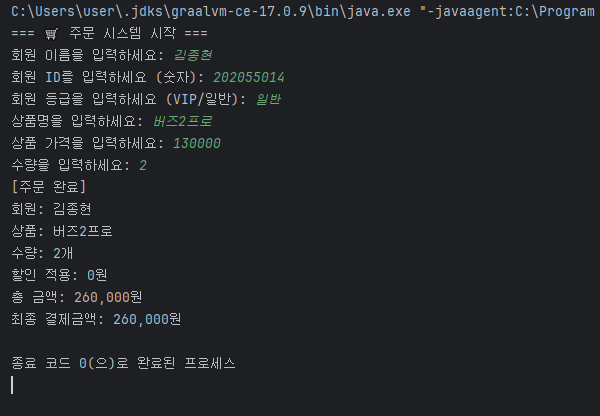 C:\Users\user\.jdks\graalvm-ce-17.0.9\bin\java.exe "-javaagent:C:\Program
=== 🛒 주문 시스템 시작 ===
회원 이름을 입력하세요: 김종현
회원 ID를 입력하세요 (숫자): 202055014
회원 등급을 입력하세요 (VIP/일반): 일반
상품명을 입력하세요: 버즈2프로
상품 가격을 입력하세요: 130000
수량을 입력하세요: 2
[주문 완료]
회원: 김종현
상품: 버즈2프로
수량: 2개
할인 적용: 0원
총 금액: 260,000원
최종 결제금액: 260,000원
종료 코드 0(으)로 완료된 프로세스